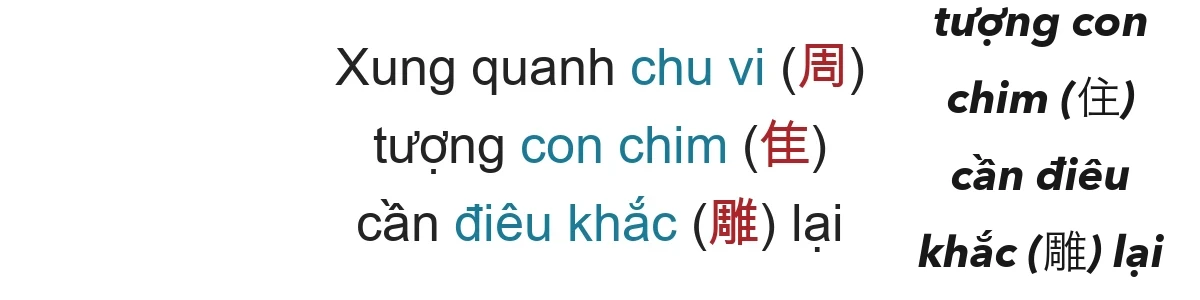 Xung quanh chu vi (周)
tượng con chim (隹)
cần điêu khắc (雕) lại
tượng con
chim (住)
cần điêu
khắc (雕) lại